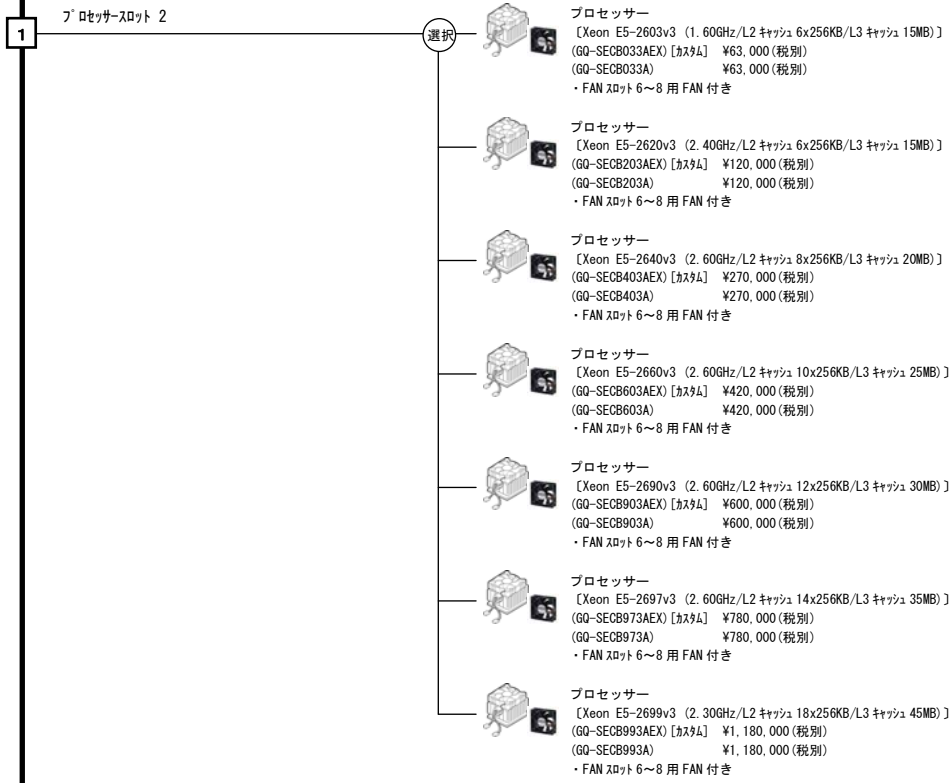 1
ﾌﾟﾛｾｯｻｰｽﾛｯﾄ 2
選択
プロセッサー
〔Xeon E5-2603v3 (1.60GHz/L2 ｷｬｯｼｭ 6x256KB/L3 ｷｬｯｼｭ 15MB)〕
(GQ-SECB033AEX)[ｶｽﾀﾑ] ¥63,000(税別)
(GQ-SECB033A) ¥63,000(税別)
・FAN ｽﾛｯﾄ 6～8 用 FAN 付き
プロセッサー
〔Xeon E5-2620v3 (2.40GHz/L2 ｷｬｯｼｭ 6x256KB/L3 ｷｬｯｼｭ 15MB)〕
(GQ-SECB203AEX)[ｶｽﾀﾑ] ¥120,000(税別)
(GQ-SECB203A) ¥120,000(税別)
・FAN ｽﾛｯﾄ 6～8 用 FAN 付き
プロセッサー
〔Xeon E5-2640v3 (2.60GHz/L2 ｷｬｯｼｭ 8x256KB/L3 ｷｬｯｼｭ 20MB)〕
(GQ-SECB403AEX)[ｶｽﾀﾑ] ¥270,000(税別)
(GQ-SECB403A) ¥270,000(税別)
・FAN ｽﾛｯﾄ 6～8 用 FAN 付き
プロセッサー
〔Xeon E5-2660v3 (2.60GHz/L2 ｷｬｯｼｭ 10x256KB/L3 ｷｬｯｼｭ 25MB)〕
(GQ-SECB603AEX)[ｶｽﾀﾑ] ¥420,000(税別)
(GQ-SECB603A) ¥420,000(税別)
・FAN ｽﾛｯﾄ 6～8 用 FAN 付き
プロセッサー
〔Xeon E5-2690v3 (2.60GHz/L2 ｷｬｯｼｭ 12x256KB/L3 ｷｬｯｼｭ 30MB)〕
(GQ-SECB903AEX)[ｶｽﾀﾑ] ¥600,000(税別)
(GQ-SECB903A) ¥600,000(税別)
・FAN ｽﾛｯﾄ 6～8 用 FAN 付き
プロセッサー
〔Xeon E5-2697v3 (2.60GHz/L2 ｷｬｯｼｭ 14x256KB/L3 ｷｬｯｼｭ 35MB)〕
(GQ-SECB973AEX)[ｶｽﾀﾑ] ¥780,000(税別)
(GQ-SECB973A) ¥780,000(税別)
・FAN ｽﾛｯﾄ 6～8 用 FAN 付き
プロセッサー
〔Xeon E5-2699v3 (2.30GHz/L2 ｷｬｯｼｭ 18x256KB/L3 ｷｬｯｼｭ 45MB)〕
(GQ-SECB993AEX)[ｶｽﾀﾑ] ¥1,180,000(税別)
(GQ-SECB993A) ¥1,180,000(税別)
・FAN ｽﾛｯﾄ 6～8 用 FAN 付き